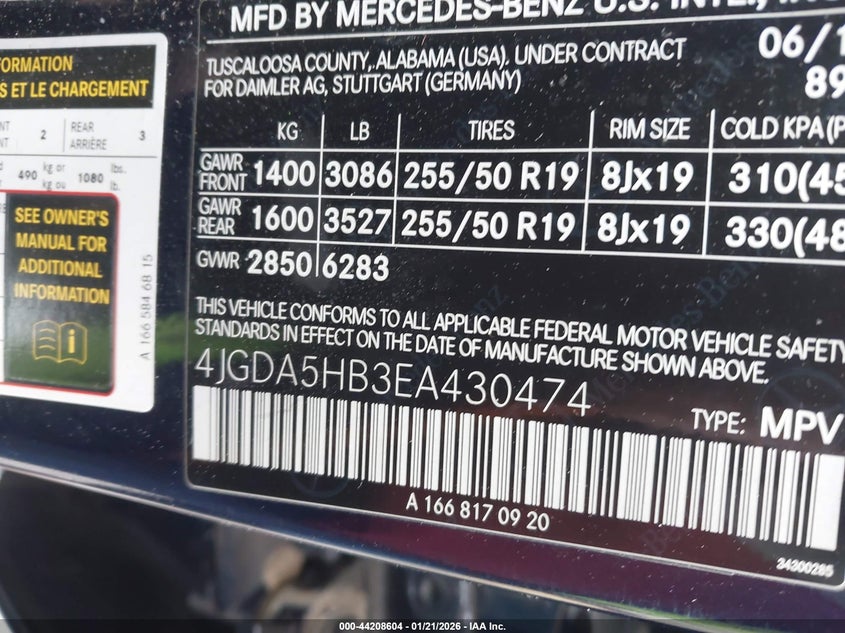 MFD BY MERCEDES-BENZ U.S. INTL.,
TUSCALOOSA COUNTY, ALABAMA (USA). UNDER CONTRACT
FOR DAIMLER AG, STUTTGART (GERMANY)
06/1
89
KG LB TIRES RIM SIZE COLD KPA(P
GAWR FRONT 1400 3086 255/50 R19 8Jx19 310(45
GAWR REAR 1600 3527 255/50 R19 8Jx19 330(48
GVWR 2850 6283
THIS VEHICLE CONFORMS TO ALL APPLICABLE FEDERAL MOTOR VEHICLE SAFETY
STANDARDS IN EFFECT ON THE DATE OF MANUFACTURE SHOWN ABOVE.
4JGDA5HB3EA430474
TYPE: MPV
A 166 817 09 20
34300285
FORMATION
S ET LE CHARGEMENT
NT 2 REAR 3
NT ARRIÈRE
490 kg or 1080 lbs.
kg ou lb.
SEE OWNER'S
MANUAL FOR
ADDITIONAL
INFORMATION
A 166 584 68 15
000-44208604 - 01/21/2026 - IAA Inc.